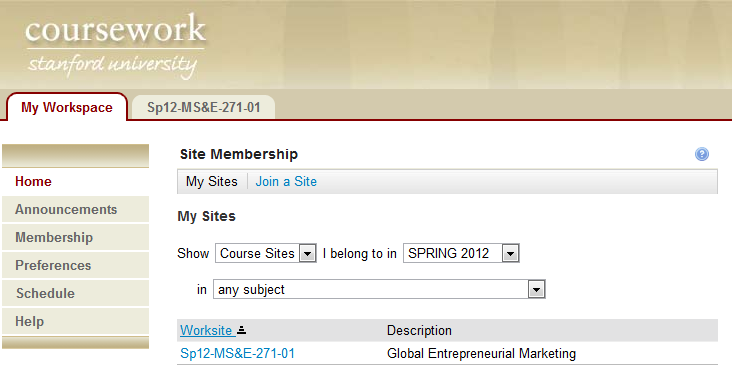 coursework
stanford university
My Workspace Sp12-MS&E-271-01
Home
Announcements
Membership
Preferences
Schedule
Help
Site Membership ?
My Sites Join a Site
My Sites
Show Course Sites I belong to in SPRING 2012
in any subject
Worksite Description
Sp12-MS&E-271-01 Global Entrepreneurial Marketing